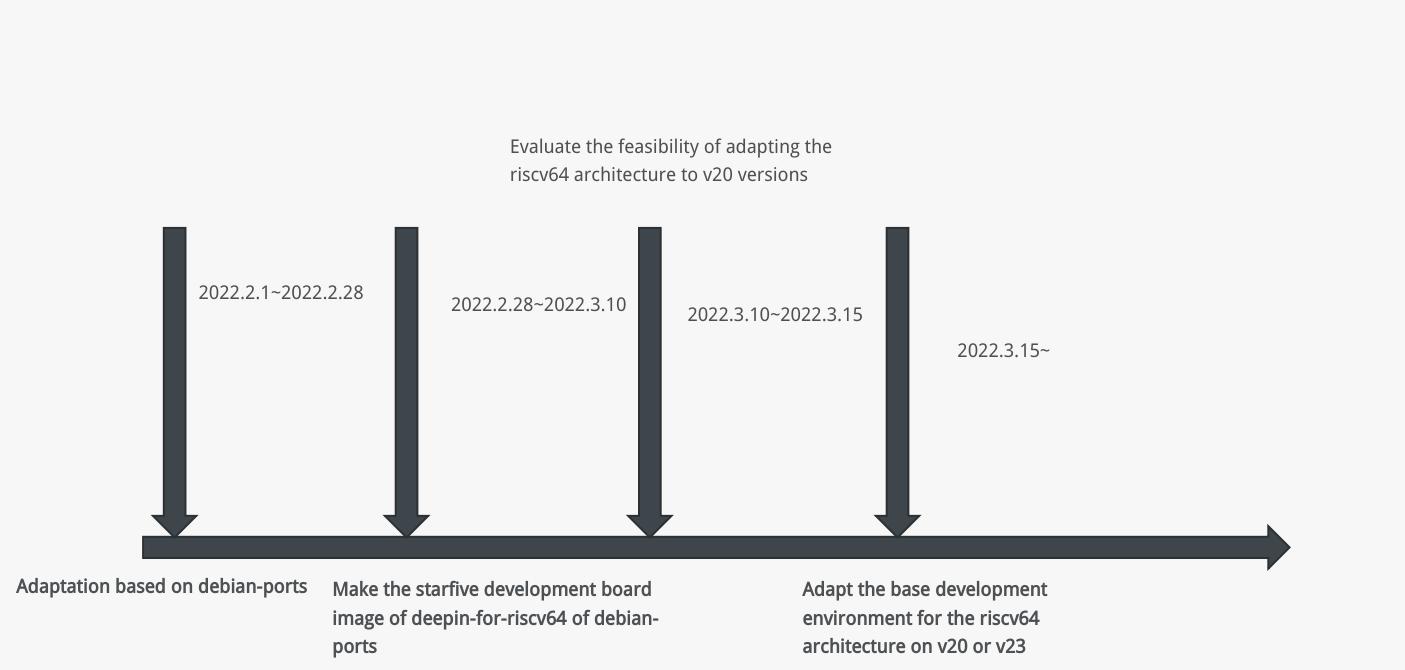 Evaluate the feasibility of adapting the
riscv64 architecture to v20 versions
2022.2.1~2022.2.28
2022.2.28~2022.3.10
2022.3.10~2022.3.15
2022.3.15~
Adaptation based on debian-ports
Make the starfive development board
image of deepin-for-riscv64 of debian-
ports
Adapt the base development
environment for the riscv64
architecture on v20 or v23